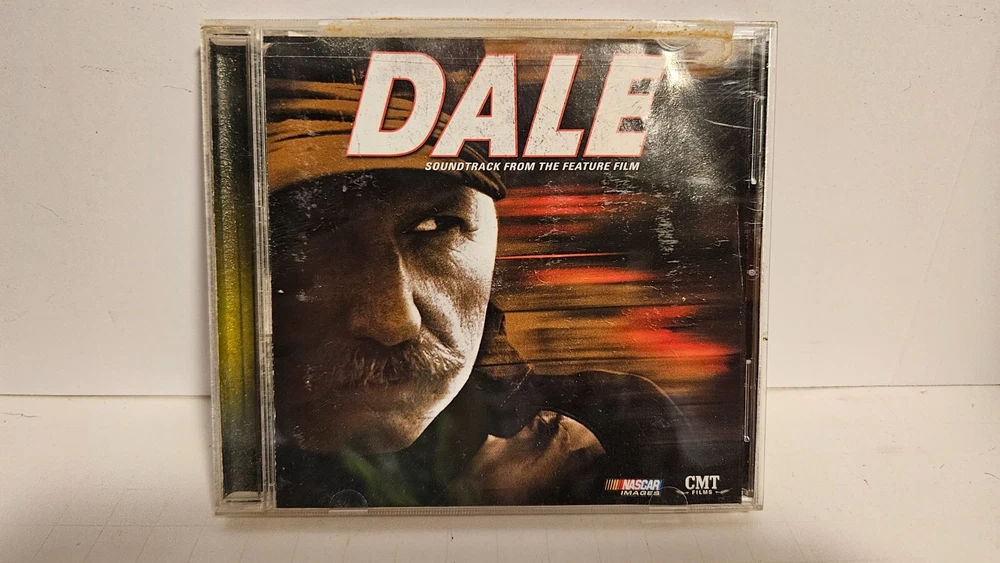 DALE
SOUNDTRACK FROM THE FEATURE FILM
NASCAR
IMAGES
CMT
FILMS